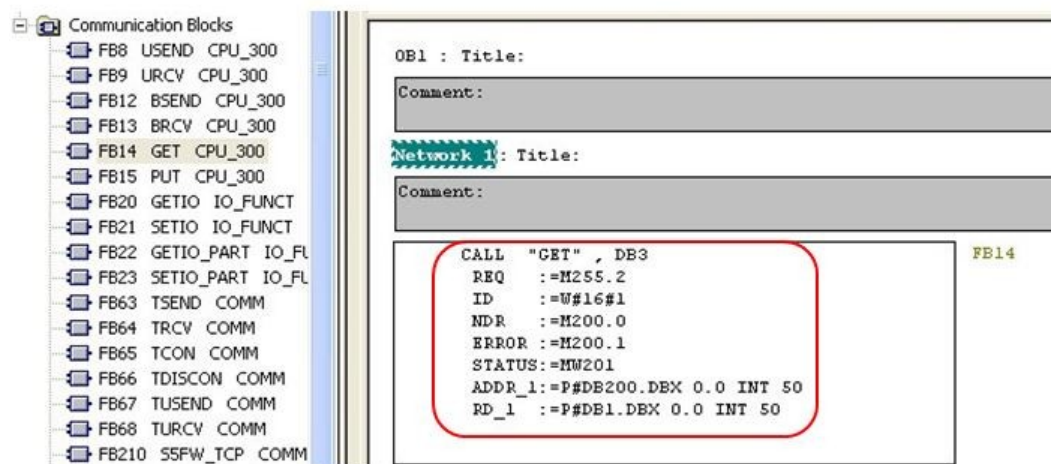 Communication Blocks
FB8 USEND CPU_300
FB9 URCV CPU_300
FB12 BSEND CPU_300
FB13 BRCV CPU_300
FB14 GET CPU_300
FB15 PUT CPU_300
FB20 GETIO IO_FUNCT
FB21 SETIO IO_FUNCT
FB22 GETIO_PART IO_FU
FB23 SETIO_PART IO_FU
FB63 TSEND COMM
FB64 TRCV COMM
FB65 TCON COMM
FB66 TDISCON COMM
FB67 TUSEND COMM
FB68 TURCV COMM
FB210 S5FW_TCP COMM
OB1 : Title:
Comment:
Network 1: Title:
Comment:
CALL "GET" , DB3 FB14
REQ :=M255.2
ID :=W#16#1
NDR :=M200.0
ERROR :=M200.1
STATUS:=MW201
ADDR_1:=P#DB200.DBX 0.0 INT 50
RD_1 :=P#DB1.DBX 0.0 INT 50